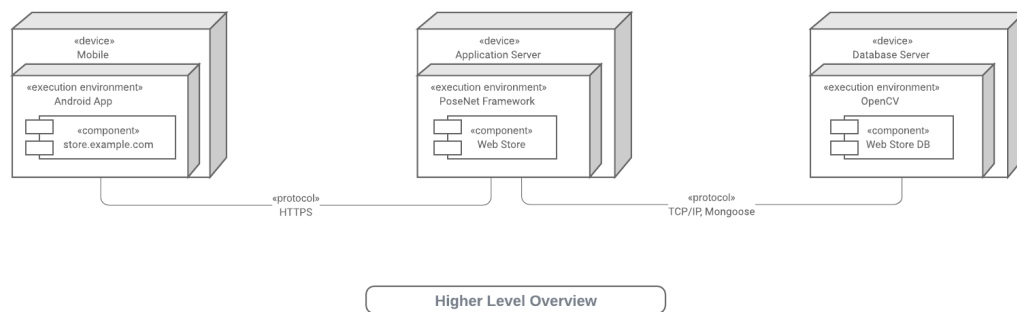 «device»
Mobile
«execution environment»
Android App
«component»
store.example.com
«device»
Application Server
«execution environment»
PoseNet Framework
«component»
Web Store
«device»
Database Server
«execution environment»
OpenCV
«component»
Web Store DB
«protocol»
HTTPS
«protocol»
TCP/IP, Mongoose
Higher Level Overview